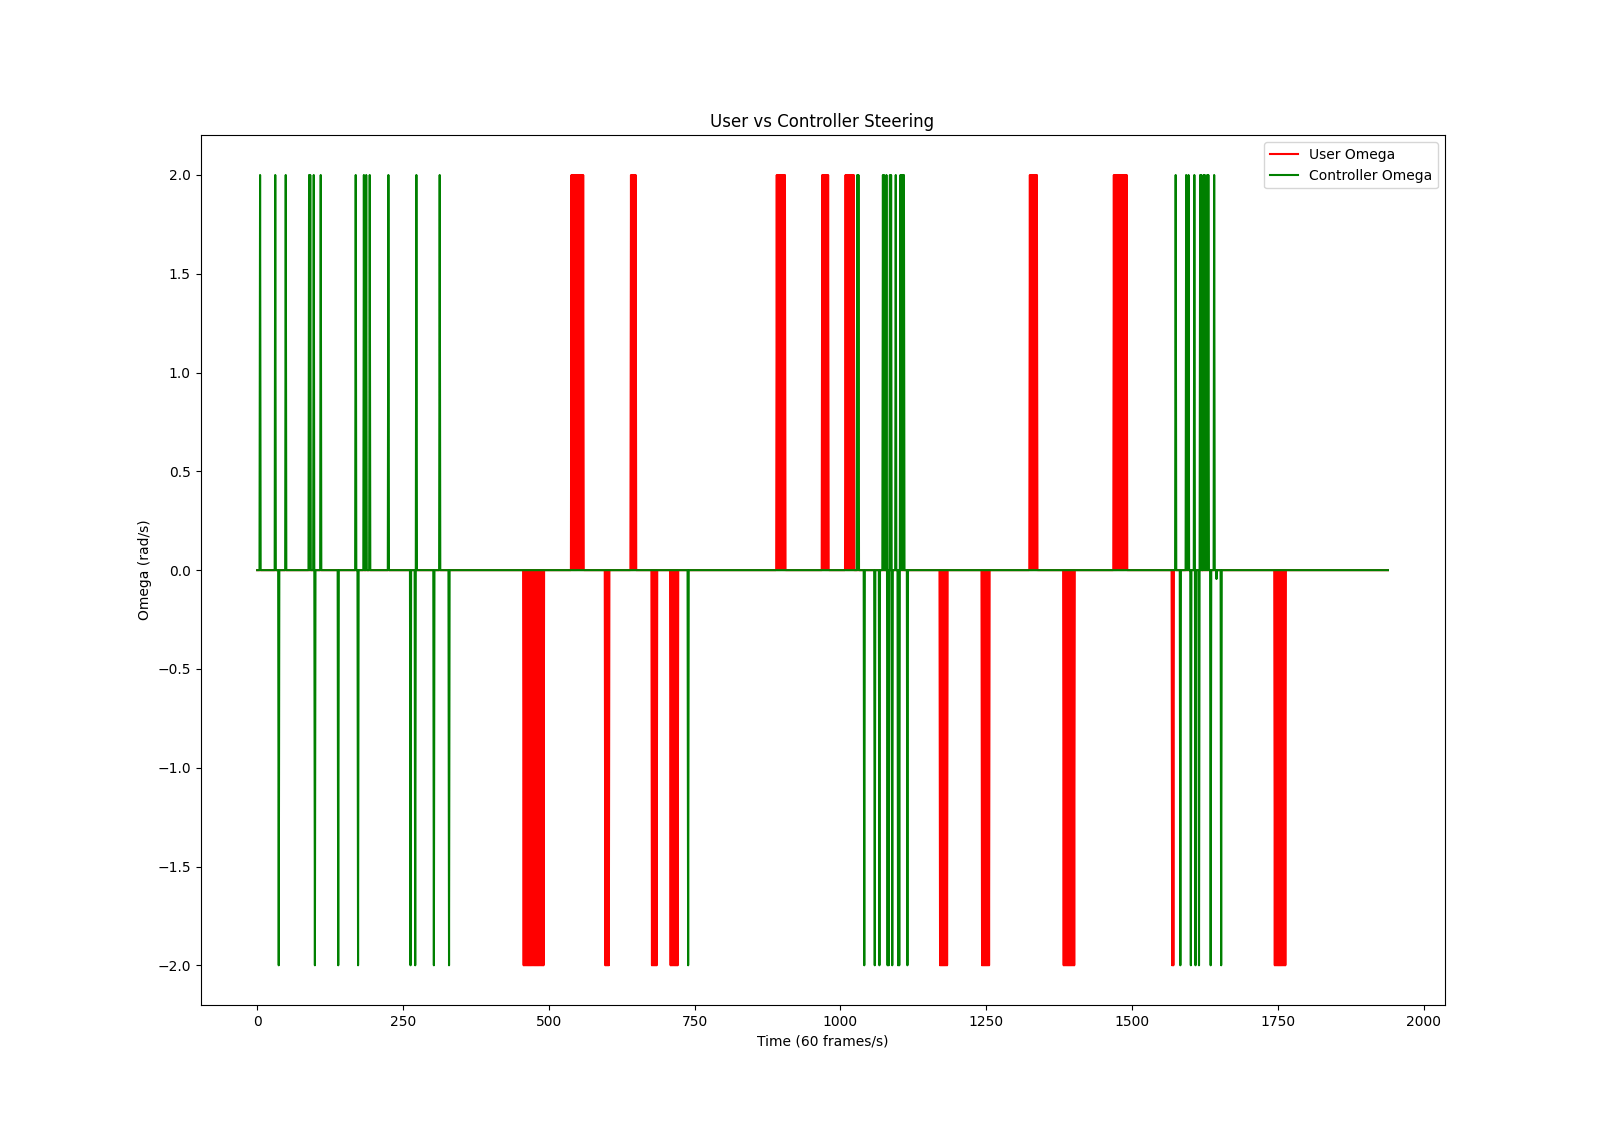 User vs Controller Steering
User Omega
Controller Omega
2.0
1.5
1.0
0.5
0.0
−0.5
−1.0
−1.5
−2.0
Omega (rad/s)
0 250 500 750 1000 1250 1500 1750 2000
Time (60 frames/s)